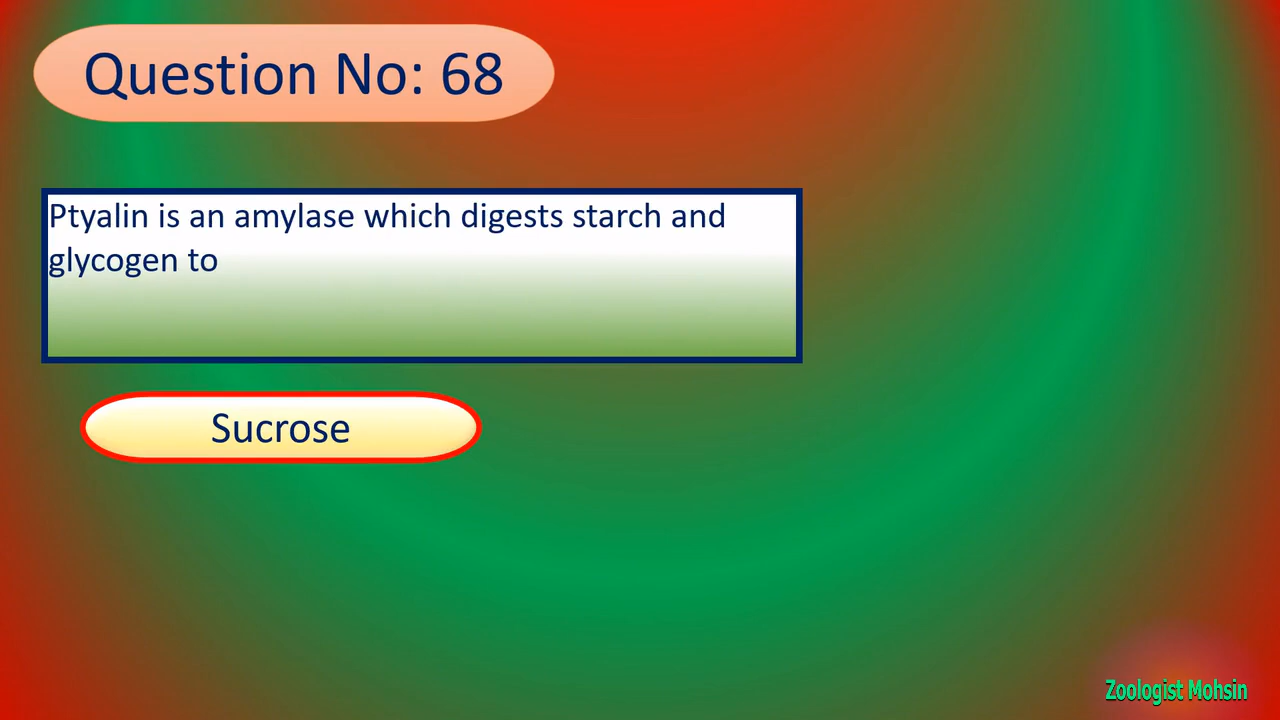 Question No: 68
Ptyalin is an amylase which digests starch and
glycogen to
Sucrose
Zoologist Mohsin